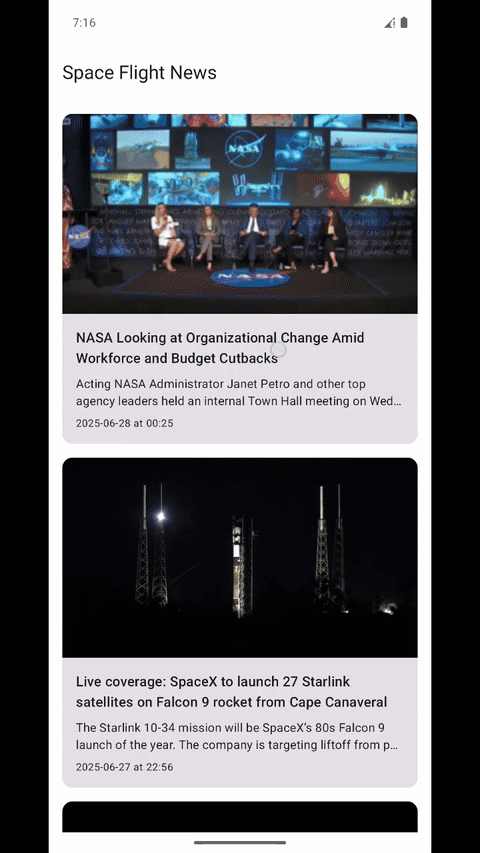 7:16
Space Flight News
NASA
NASA
NASA
NASA Looking at Organizational Change Amid
Workforce and Budget Cutbacks
Acting NASA Administrator Janet Petro and other top
agency leaders held an internal Town Hall meeting on Wed...
2025-06-28 at 00:25
Live coverage: SpaceX to launch 27 Starlink
satellites on Falcon 9 rocket from Cape Canaveral
The Starlink 10-34 mission will be SpaceX's 80s Falcon 9
launch of the year. The company is targeting liftoff from p...
2025-06-27 at 22:56